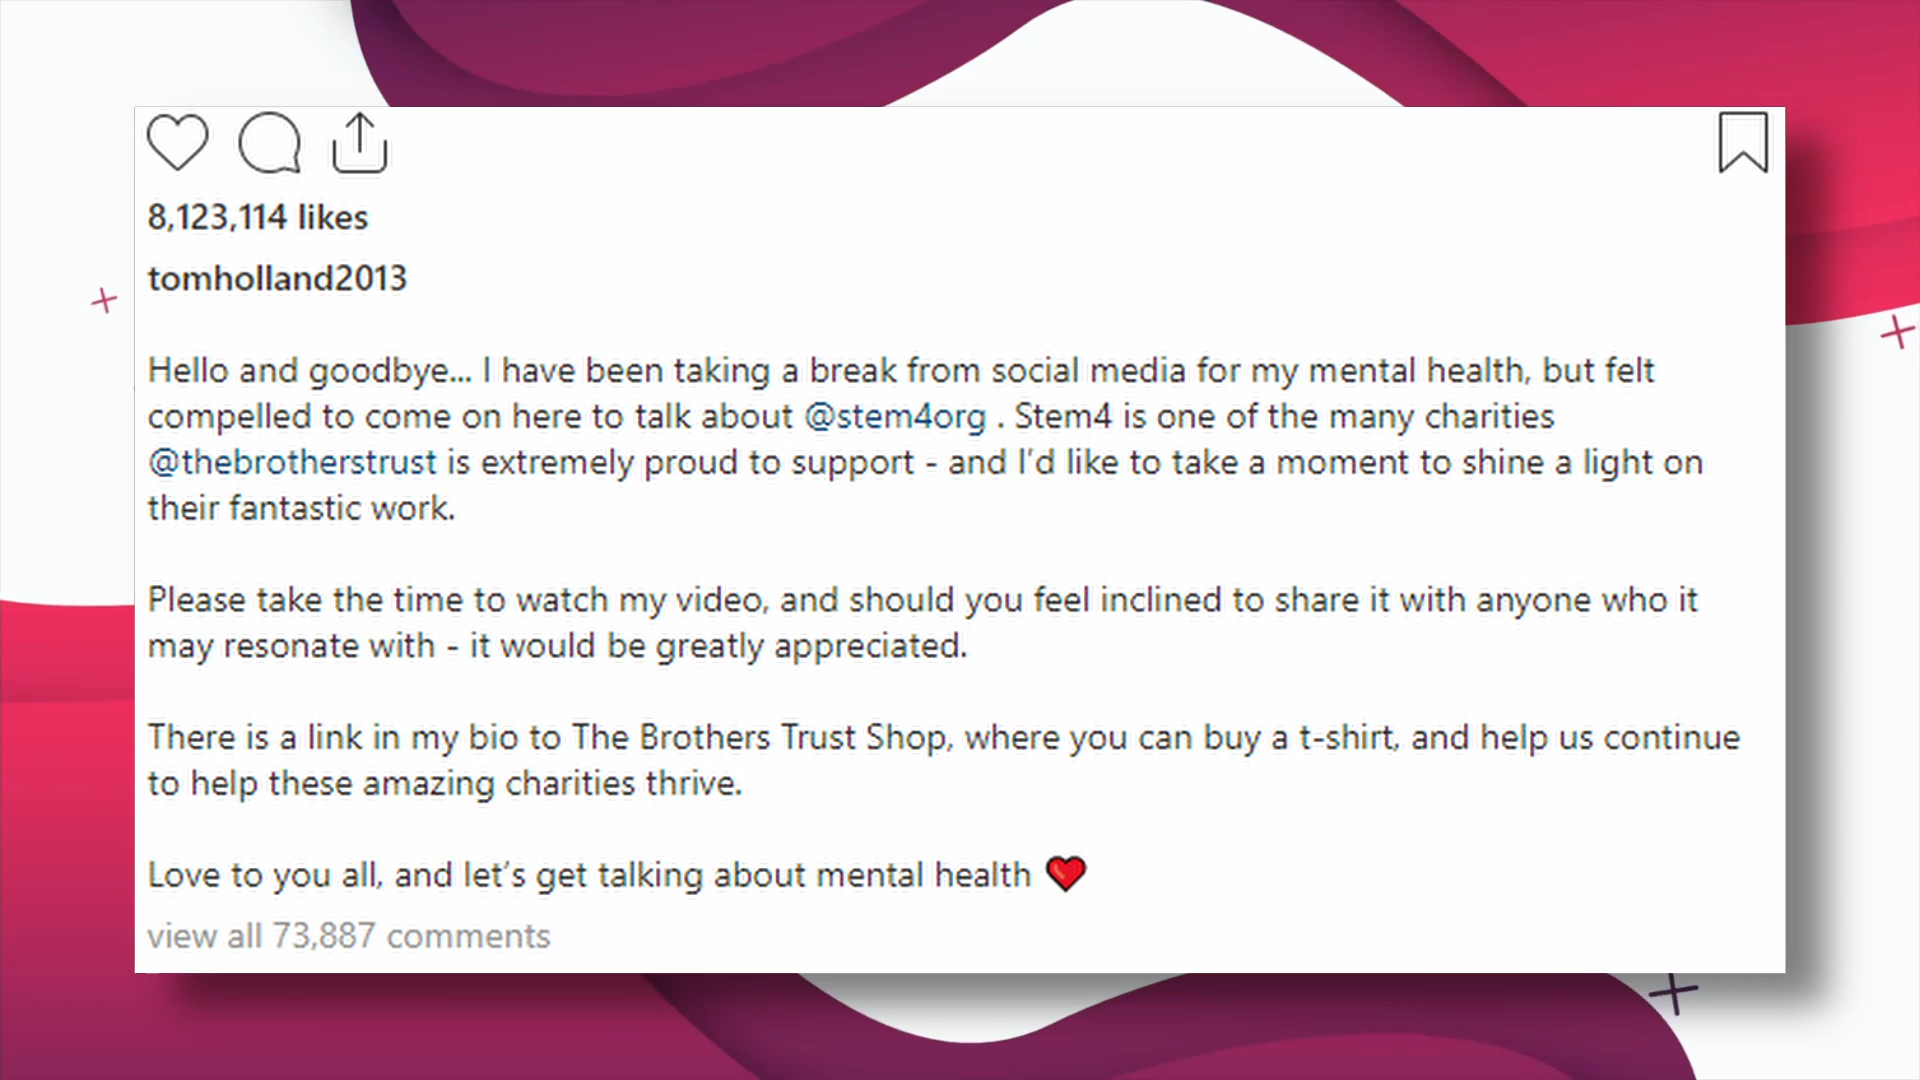 8,123,114 likes
tomholland2013
Hello and goodbye... I have been taking a break from social media for my mental health, but felt
compelled to come on here to talk about @stem4org . Stem4 is one of the many charities
@thebrotherstrust is extremely proud to support - and I’d like to take a moment to shine a light on
their fantastic work.
Please take the time to watch my video, and should you feel inclined to share it with anyone who it
may resonate with - it would be greatly appreciated.
There is a link in my bio to The Brothers Trust Shop, where you can buy a t-shirt, and help us continue
to help these amazing charities thrive.
Love to you all, and let’s get talking about mental health ❤️
view all 73,887 comments